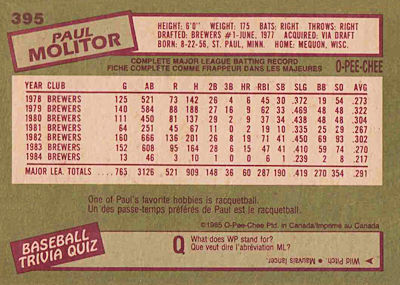 395
PAUL
MOLITOR
HEIGHT: 6'0" WEIGHT: 175 BATS: RIGHT THROWS: RIGHT
DRAFTED: BREWERS #1-JUNE, 1977 ACQUIRED: VIA DRAFT
BORN: 8-22-56, ST. PAUL, MINN. HOME: MEQUON, WISC.
COMPLETE MAJOR LEAGUE BATTING RECORD
FICHE COMPLÈTE COMME FRAPPEUR DANS LES MAJEURES
O-PEE-CHEE
YEAR CLUB G AB R H 2B 3B HR RBI SB SLG BB SO AVG
1978 BREWERS 125 521 73 142 26 4 6 45 30 .372 19 54 .273
1979 BREWERS 140 584 88 188 27 16 9 62 33 .469 48 48 .322
1980 BREWERS 111 450 81 137 29 2 9 37 34 .438 48 48 .304
1981 BREWERS 64 251 45 67 11 0 2 19 10 .335 25 29 .267
1982 BREWERS 160 666 136 201 26 8 19 71 41 .450 69 93 .302
1983 BREWERS 152 608 95 164 28 6 15 47 41 .410 59 74 .270
1984 BREWERS 13 46 3 10 1 0 0 6 1 .239 2 8 .217
MAJOR LEA. TOTALS 763 3126 521 909 148 36 60 287 190 .419 270 354 .291
One of Paul's favorite hobbies is racquetball.
Un des passe-temps préférés de Paul est le racquetball.
©1985 O-Pee-Chee Ptd. in Canada/Imprimé au Canada
BASEBALL
TRIVIA QUIZ
Q
What does WP stand for?
Que veut dire l'abréviation ML?
Wild Pitch
Mauvais lancer